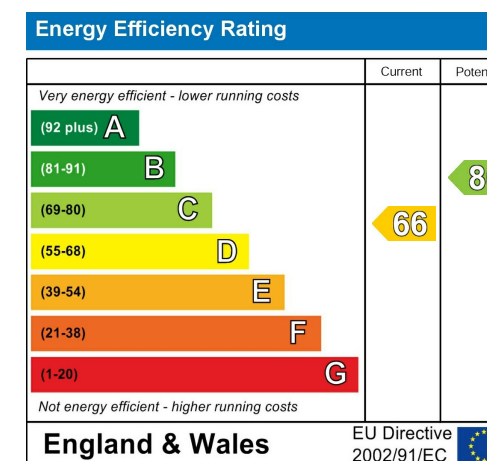 Energy Efficiency Rating
Current
Very energy efficient - lower running costs
(92 plus) A
(81-91) B
(69-80) C
66
(55-68) D
(39-54) E
(21-38) F
(1-20) G
Not energy efficient - higher running costs
England & Wales
EU Directive
2002/91/EC